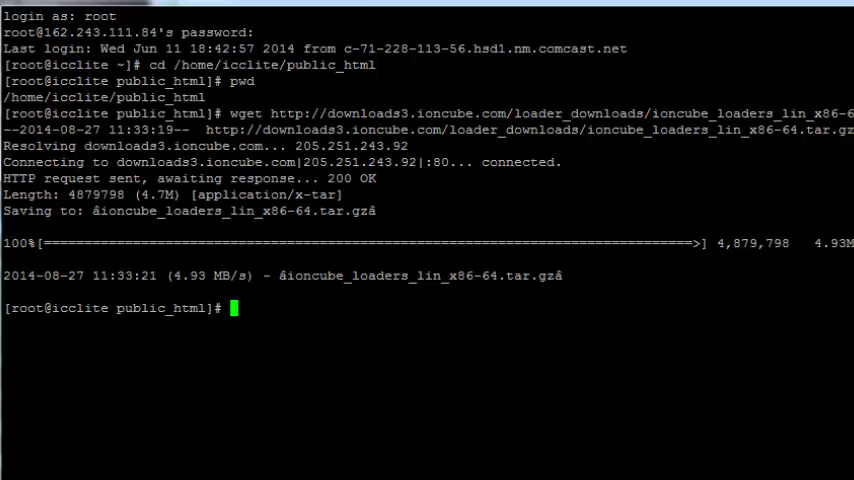 login as: root
root@162.243.111.84's password:
Last login: Wed Jun 11 18:42:57 2014 from c-71-228-113-56.hsd1.nm.comcast.net
[root@icclite ~]# cd /home/icclite/public_html
[root@icclite public_html]# pwd
/home/icclite/public_html
[root@icclite public_html]# wget http://downloads3.ioncube.com/loader_downloads/ioncube_loaders_lin_x86-6
--2014-08-27 11:33:19--  http://downloads3.ioncube.com/loader_downloads/ioncube_loaders_lin_x86-64.tar.gz
Resolving downloads3.ioncube.com... 205.251.243.92
Connecting to downloads3.ioncube.com|205.251.243.92|:80... connected.
HTTP request sent, awaiting response... 200 OK
Length: 4879798 (4.7M) [application/x-tar]
Saving to: âioncube_loaders_lin_x86-64.tar.gzâ
100%[=================================================================================>] 4,879,798   4.93M
2014-08-27 11:33:21 (4.93 MB/s) - âioncube_loaders_lin_x86-64.tar.gzâ
[root@icclite public_html]#